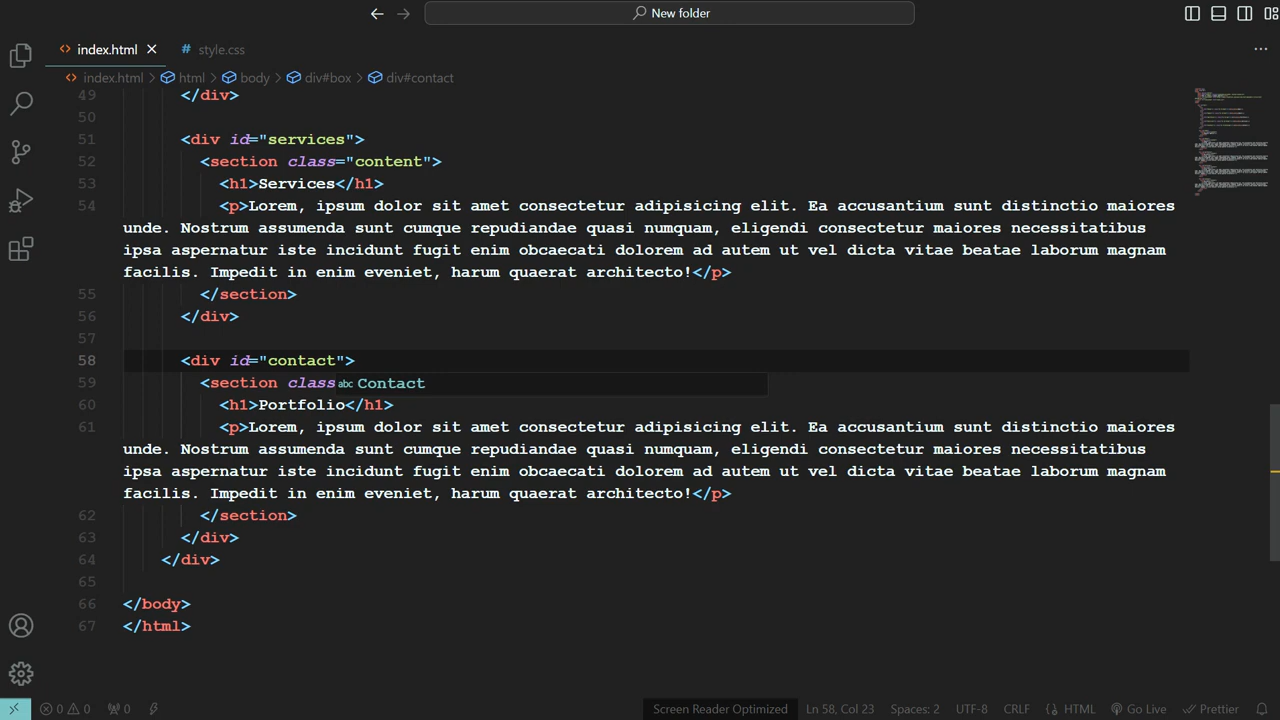 New folder
index.html
# style.css
index.html > html > body > div#box > div#contact
49 </div>
50
51 <div id="services">
52 <section class="content">
53 <h1>Services</h1>
54 <p>Lorem, ipsum dolor sit amet consectetur adipisicing elit. Ea accusantium sunt distinctio maiores
unde. Nostrum assumenda sunt cumque repudiandae quasi numquam, eligendi consectetur maiores necessitatibus
ipsa aspernatur iste incidunt fugit enim obcaecati dolorem ad autem ut vel dicta vitae beatae laborum magnam
facilis. Impedit in enim eveniet, harum quaerat architecto!</p>
55 </section>
56 </div>
57
58 <div id="contact">
59 <section class abc Contact
60 <h1>Portfolio</h1>
61 <p>Lorem, ipsum dolor sit amet consectetur adipisicing elit. Ea accusantium sunt distinctio maiores
unde. Nostrum assumenda sunt cumque repudiandae quasi numquam, eligendi consectetur maiores necessitatibus
ipsa aspernatur iste incidunt fugit enim obcaecati dolorem ad autem ut vel dicta vitae beatae laborum magnam
facilis. Impedit in enim eveniet, harum quaerat architecto!</p>
62 </section>
63 </div>
64 </div>
65
66 </body>
67 </html>
0 0 0 Screen Reader Optimized Ln 58, Col 23 Spaces: 2 UTF-8 CRLF {} HTML Go Live Prettier